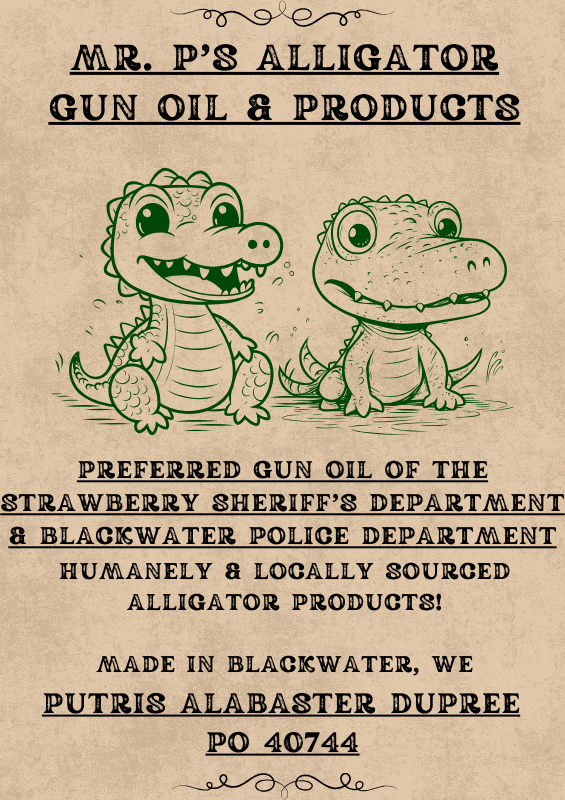 MR. P'S ALLIGATOR
GUN OIL & PRODUCTS
PREFERRED GUN OIL OF THE
STRAWBERRY SHERIFF'S DEPARTMENT
& BLACKWATER POLICE DEPARTMENT
HUMANELY & LOCALLY SOURCED
ALLIGATOR PRODUCTS!
MADE IN BLACKWATER, WE
PUTRIS ALABASTER DUPREE
PO 40744